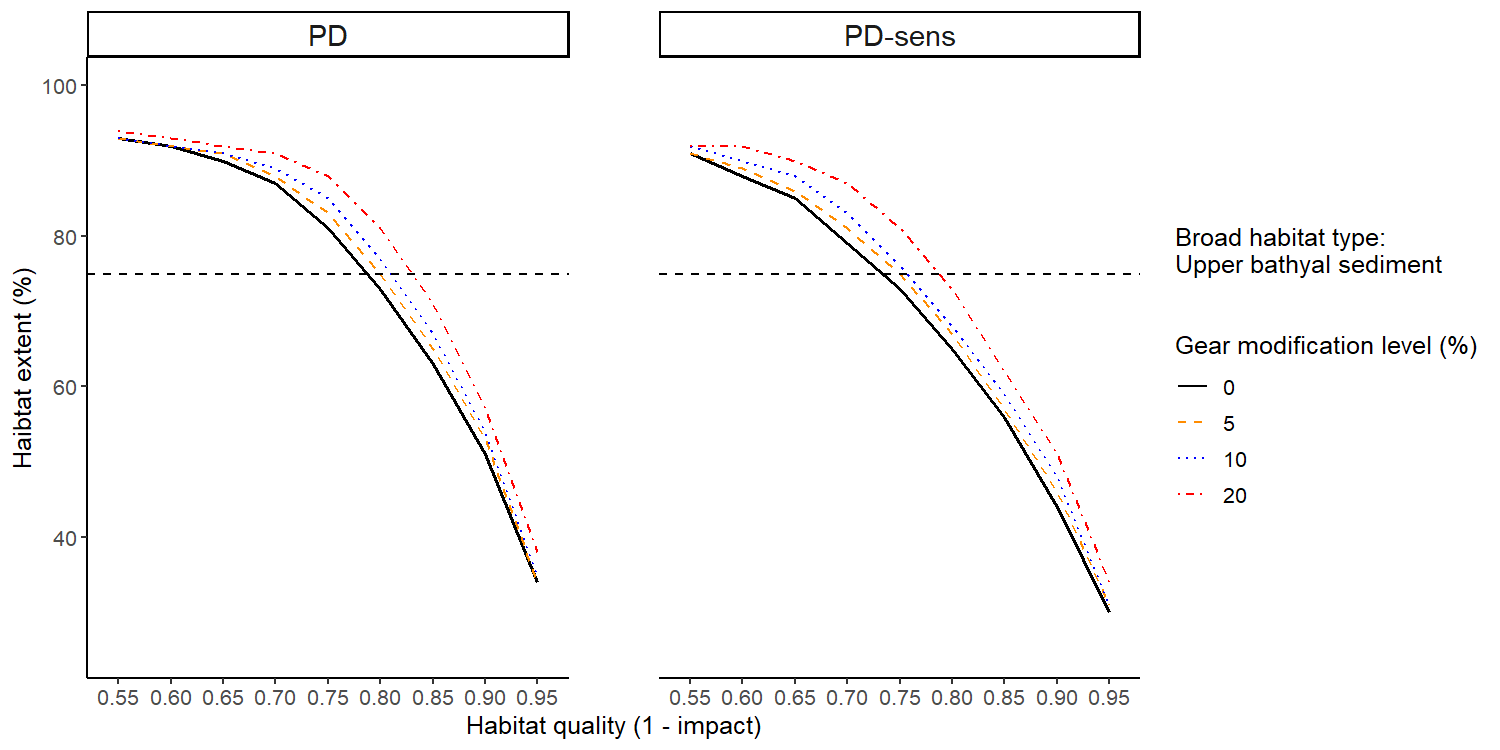 PD
PD-sens
100
80
60
40
Haibtat extent (%)
0.55 0.60 0.65 0.70 0.75 0.80 0.85 0.90 0.95
0.55 0.60 0.65 0.70 0.75 0.80 0.85 0.90 0.95
Habitat quality (1 - impact)
Broad habitat type:
Upper bathyal sediment
Gear modification level (%)
0
5
10
20